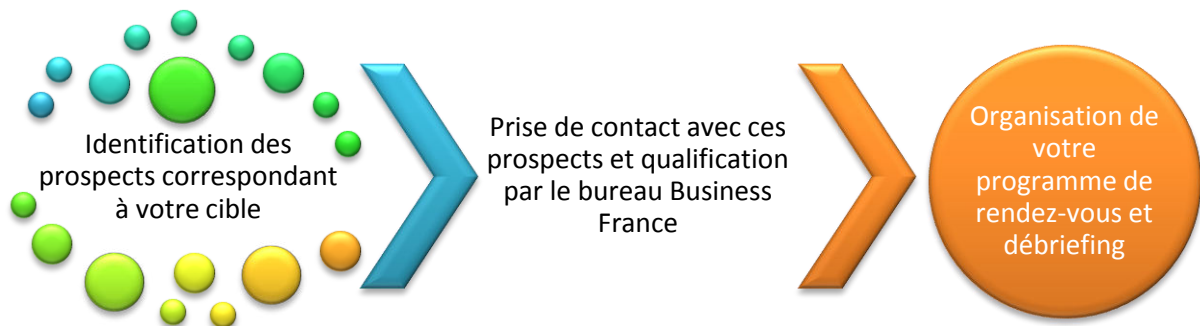 Identification des
prospects correspondant
à votre cible
Prise de contact avec ces
prospects et qualification
par le bureau Business
France
Organisation de
votre
programme de
rendez-vous et
débriefing